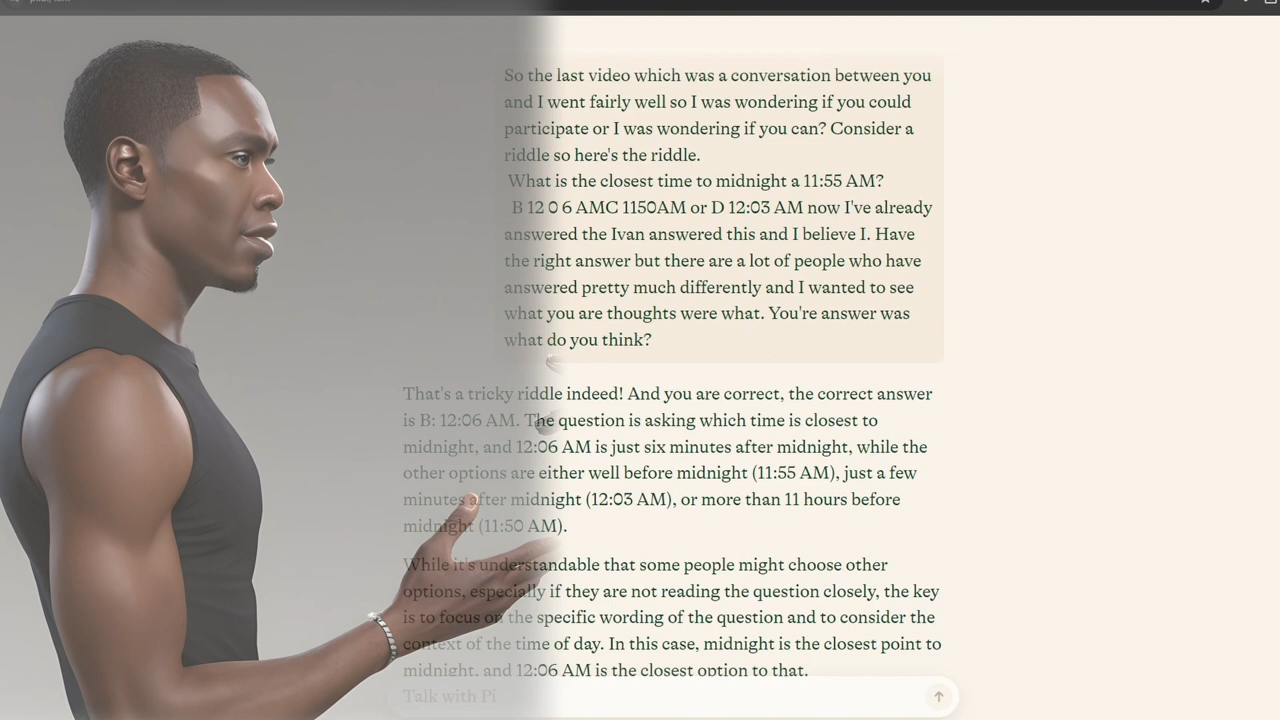 So the last video which was a conversation between you
and I went fairly well so I was wondering if you could
participate or I was wondering if you can? Consider a
riddle so here's the riddle.
What is the closest time to midnight a 11:55 AM?
B 12 0 6 AMC 1150AM or D 12:03 AM now I've already
answered the Ivan answered this and I believe I. Have
the right answer but there are a lot of people who have
answered pretty much differently and I wanted to see
what you are thoughts were what. You're answer was
what do you think?
That's a tricky riddle indeed! And you are correct, the correct answer
is B: 12:06 AM. The question is asking which time is closest to
midnight, and 12:06 AM is just six minutes after midnight, while the
other options are either well before midnight (11:55 AM), just a few
minutes after midnight (12:03 AM), or more than 11 hours before
midnight (11:50 AM).
While it's understandable that some people might choose other
options, especially if they are not reading the question closely, the key
is to focus on the specific wording of the question and to consider the
context of the time of day. In this case, midnight is the closest point to
midnight, and 12:06 AM is the closest option to that.
Talk with Pi